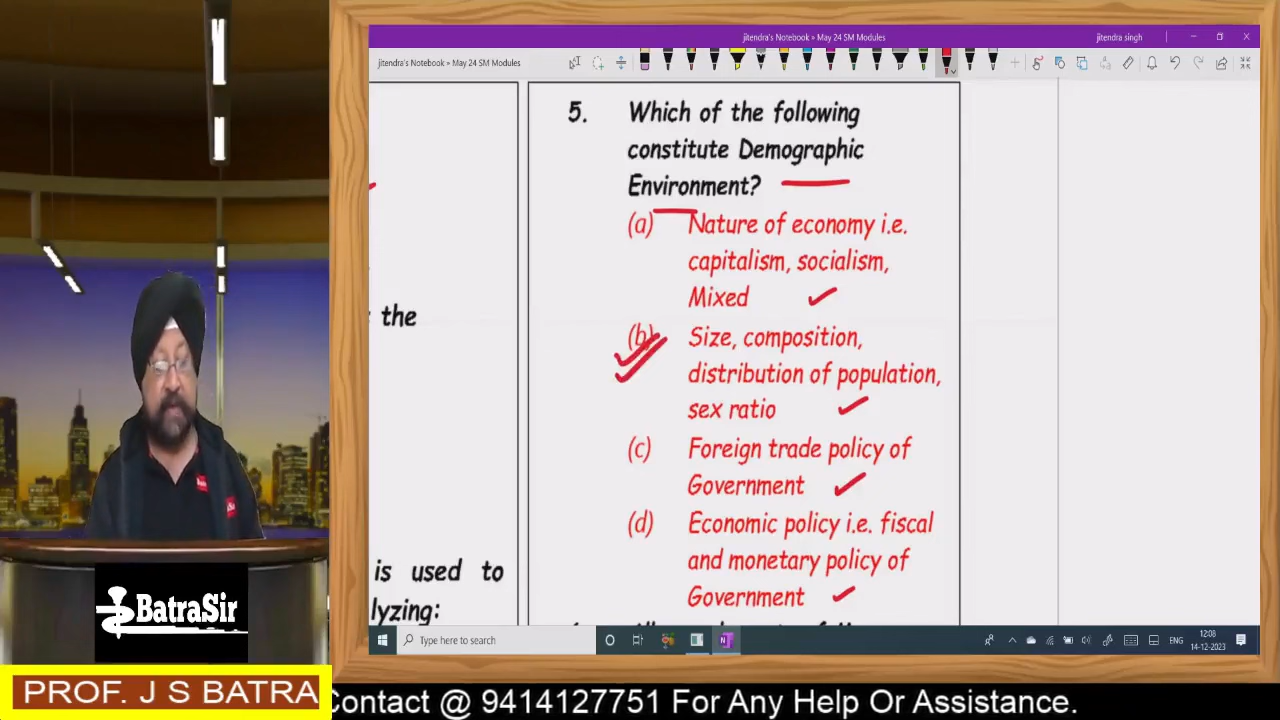 jitendra's Notebook » May 24 SM Modules
jitendra singh
jitendra's Notebook » May 24 SM Modules
the
is used to
lyzing:
5. Which of the following
constitute Demographic
Environment?
(a) Nature of economy i.e.
capitalism, socialism,
Mixed
(b) Size, composition,
distribution of population,
sex ratio
(c) Foreign trade policy of
Government
(d) Economic policy i.e. fiscal
and monetary policy of
Government
BatraSir
Type here to search
ENG
12:08
14-12-2023
PROF. J S BATRA
Contact @ 9414127751 For Any Help Or Assistance.